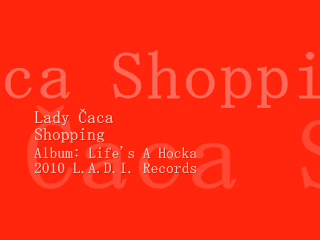 ca Shoppi
Lady Čaca
Shopping
Album: Life's A Hocka
2010 L.A.D.I. Records
Čaca S